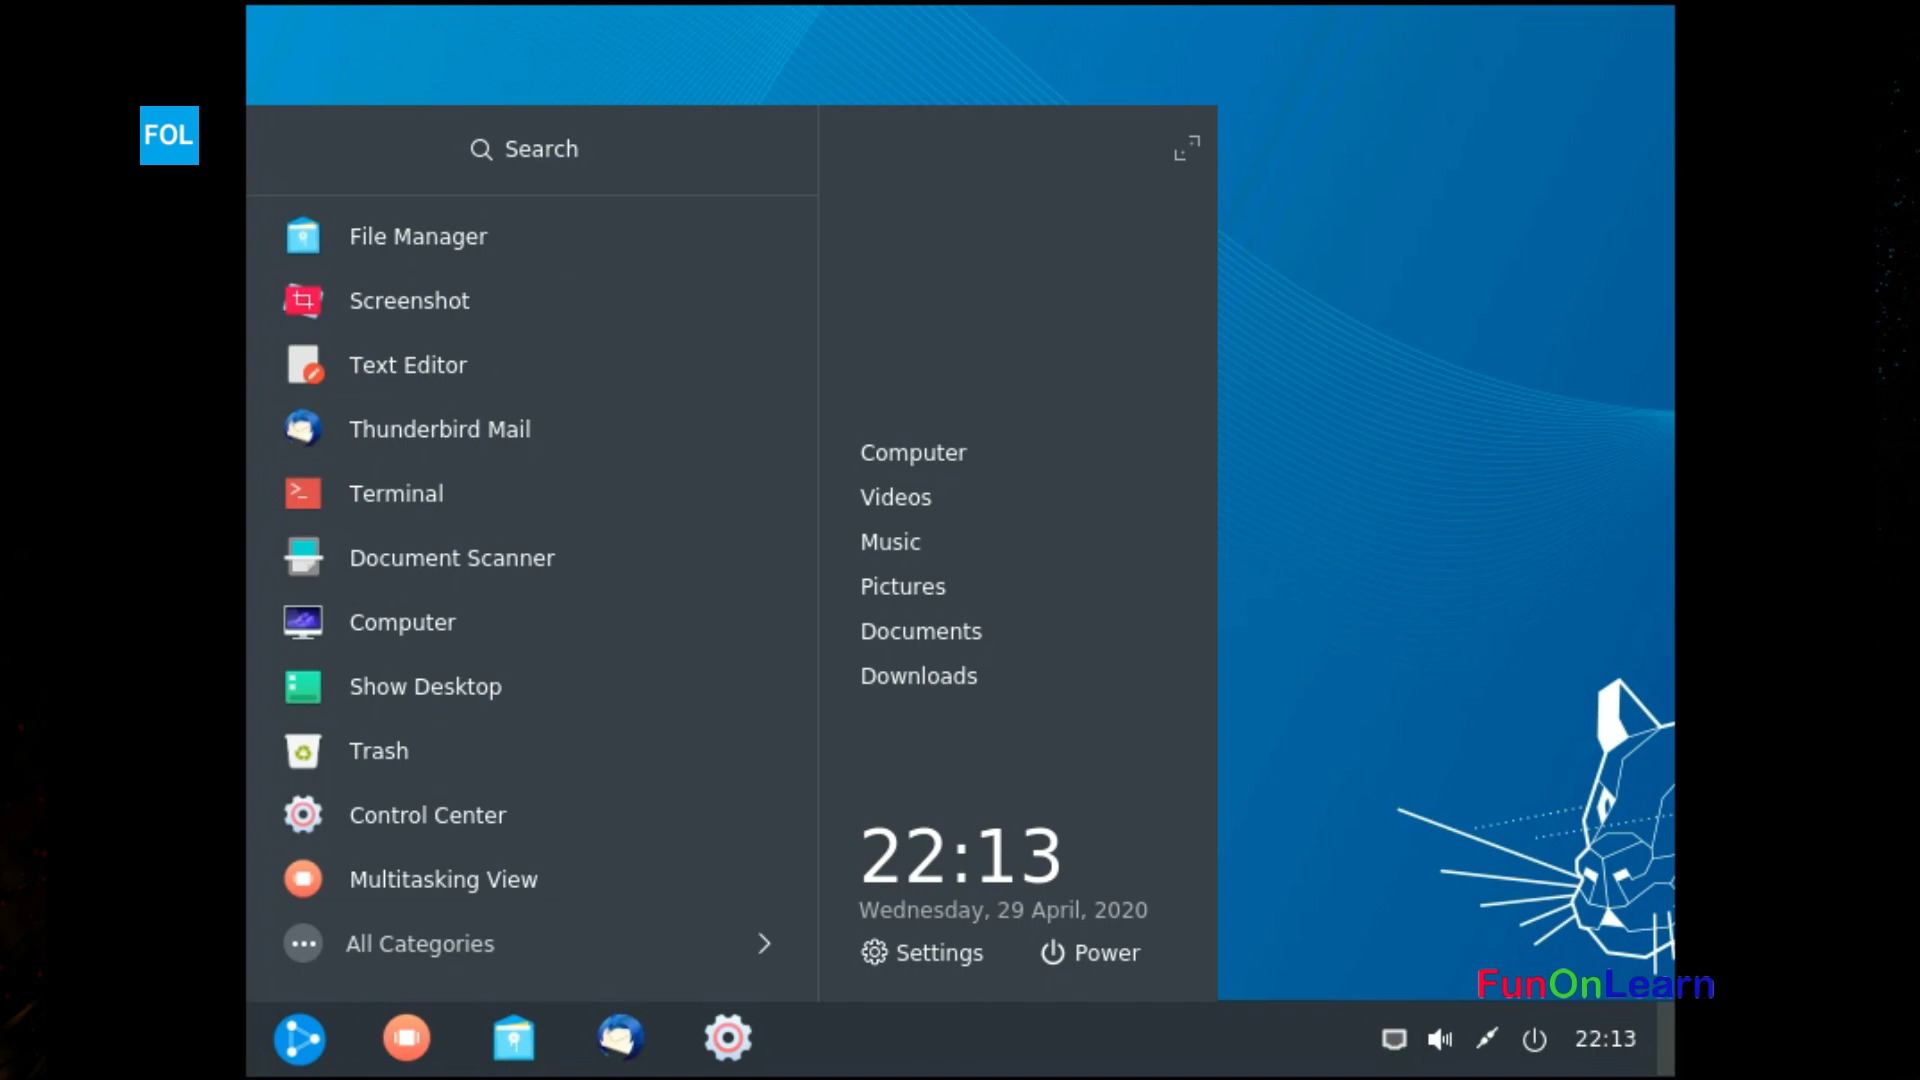 FOL
Search
File Manager
Screenshot
Text Editor
Thunderbird Mail
Terminal
Document Scanner
Computer
Show Desktop
Trash
Control Center
Multitasking View
All Categories
Computer
Videos
Music
Pictures
Documents
Downloads
22:13
Wednesday, 29 April, 2020
Settings Power
FunOnLearn
22:13